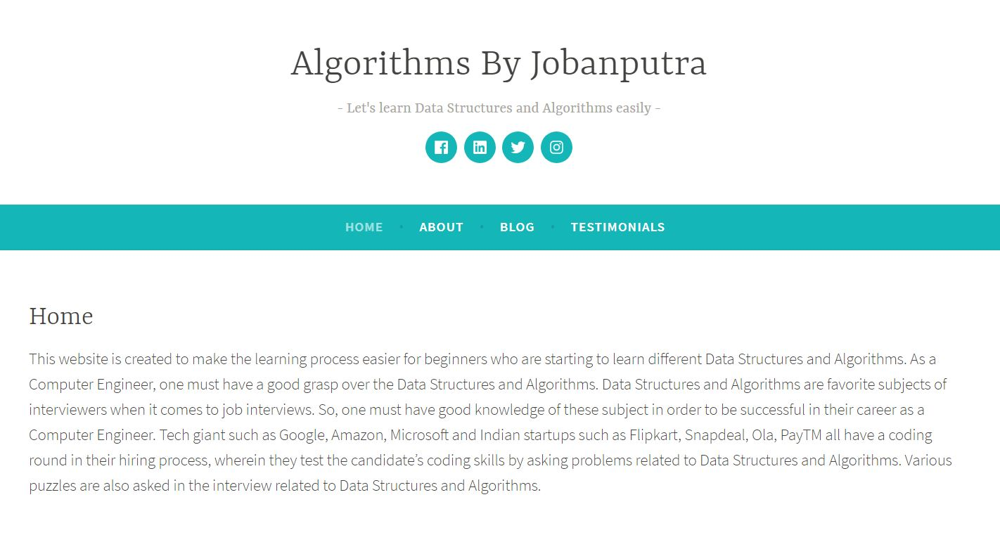 Algorithms By Jobanputra
- Let's learn Data Structures and Algorithms easily -
HOME • ABOUT • BLOG • TESTIMONIALS
Home
This website is created to make the learning process easier for beginners who are starting to learn different Data Structures and Algorithms. As a
Computer Engineer, one must have a good grasp over the Data Structures and Algorithms. Data Structures and Algorithms are favorite subjects of
interviewers when it comes to job interviews. So, one must have good knowledge of these subject in order to be successful in their career as a
Computer Engineer. Tech giant such as Google, Amazon, Microsoft and Indian startups such as Flipkart, Snapdeal, Ola, PayTM all have a coding
round in their hiring process, wherein they test the candidate’s coding skills by asking problems related to Data Structures and Algorithms. Various
puzzles are also asked in the interview related to Data Structures and Algorithms.